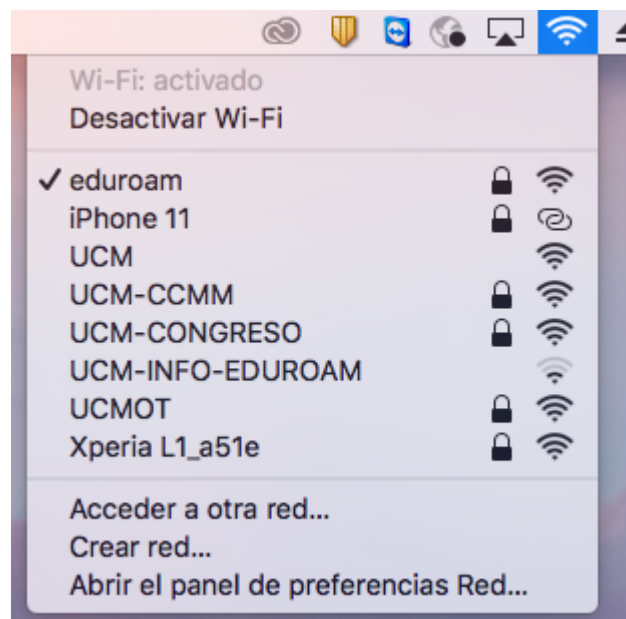 Wi-Fi: activado
Desactivar Wi-Fi
eduroam
iPhone 11
UCM
UCM-CCMM
UCM-CONGRESO
UCM-INFO-EDUROAM
UCMOT
Xperia L1_a51e
Acceder a otra red...
Crear red...
Abrir el panel de preferencias Red...